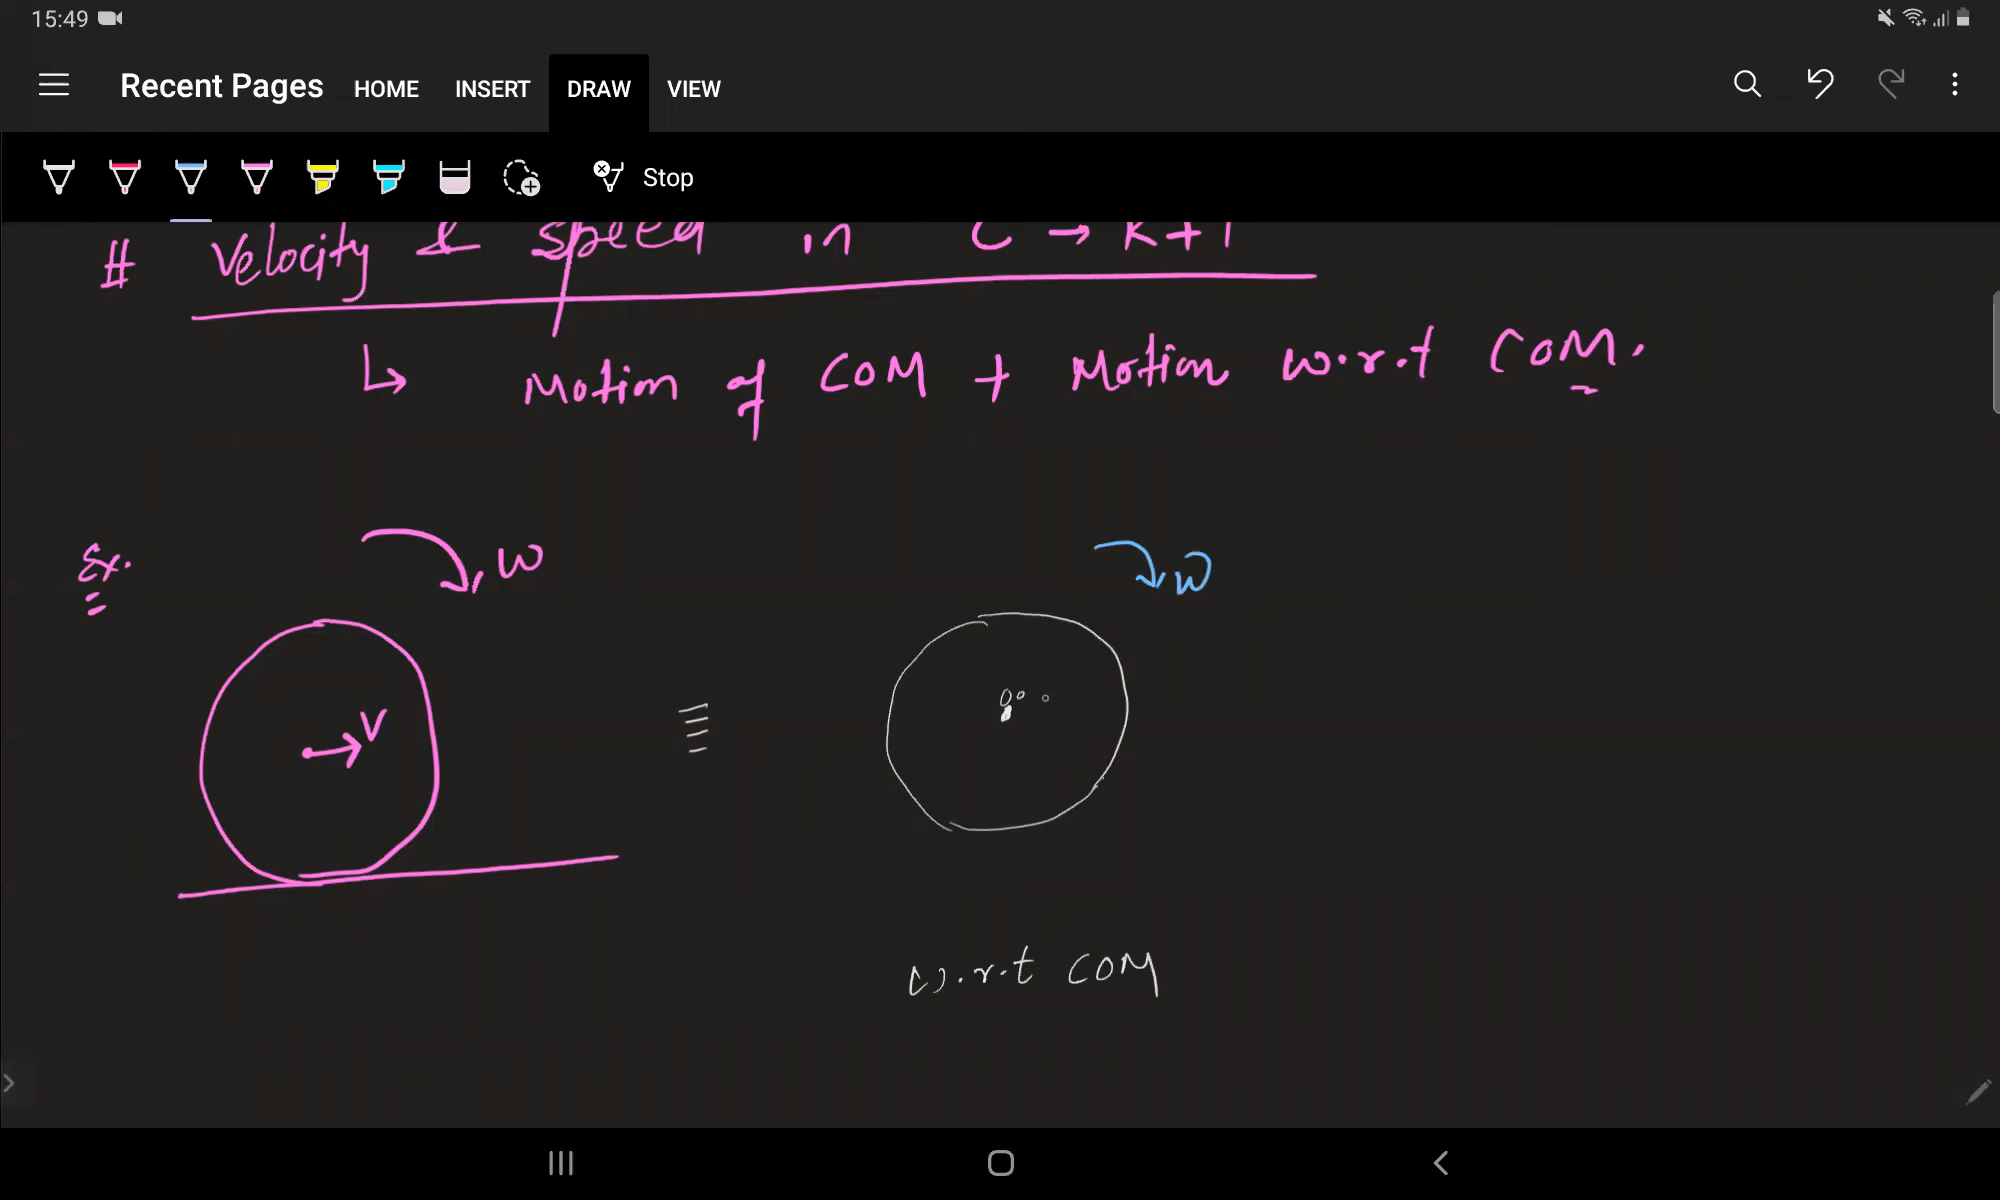 15:49
Recent Pages HOME INSERT DRAW VIEW
Stop
# Velocity & Speed in C → R + T
↳ Motion of COM + Motion w.r.t COM.
Ex.
ω
V
≡
ω
w.r.t COM